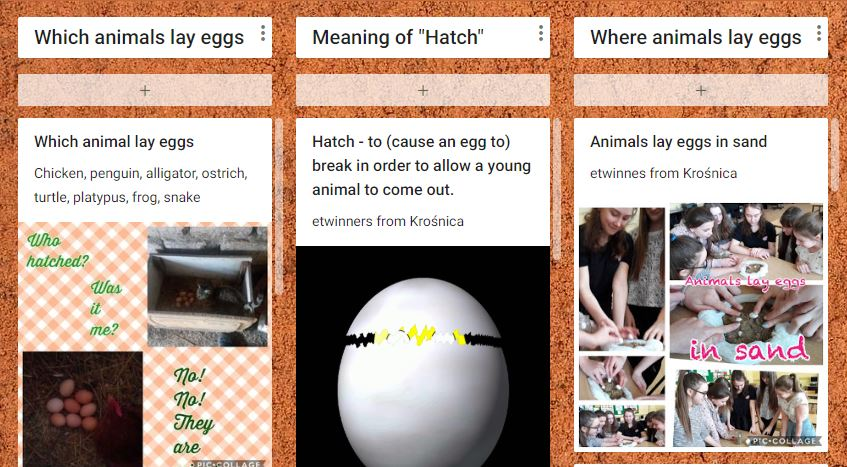 Which animals lay eggs
Meaning of "Hatch"
Where animals lay eggs
+
+
+
Which animal lay eggs
Chicken, penguin, alligator, ostrich,
turtle, platypus, frog, snake
Who
hatched?
Was
it
me?
No!
No!
They
are
PIC•COLLAGE
Hatch - to (cause an egg to)
break in order to allow a young
animal to come out.
etwinners from Krośnica
Animals lay eggs in sand
etwinnes from Krośnica
Animals lay eggs
in sand
PIC•COLLAGE